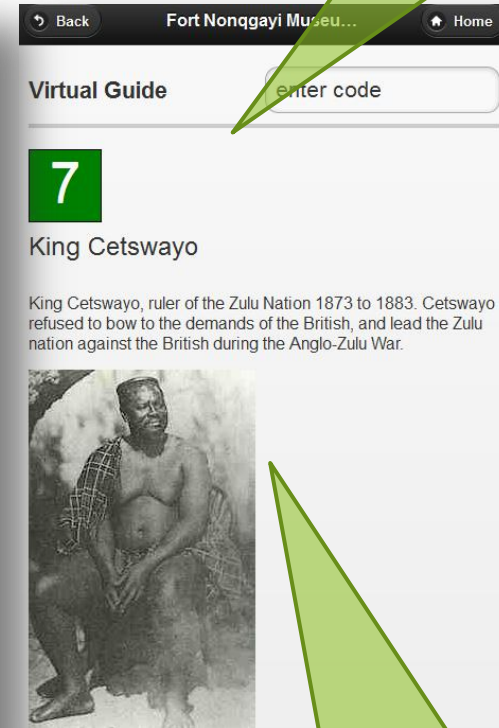 Back Fort Nonqgayi Museu... Home
Virtual Guide enter code
7
King Cetswayo
King Cetswayo, ruler of the Zulu Nation 1873 to 1883. Cetswayo
refused to bow to the demands of the British, and lead the Zulu
nation against the British during the Anglo-Zulu War.